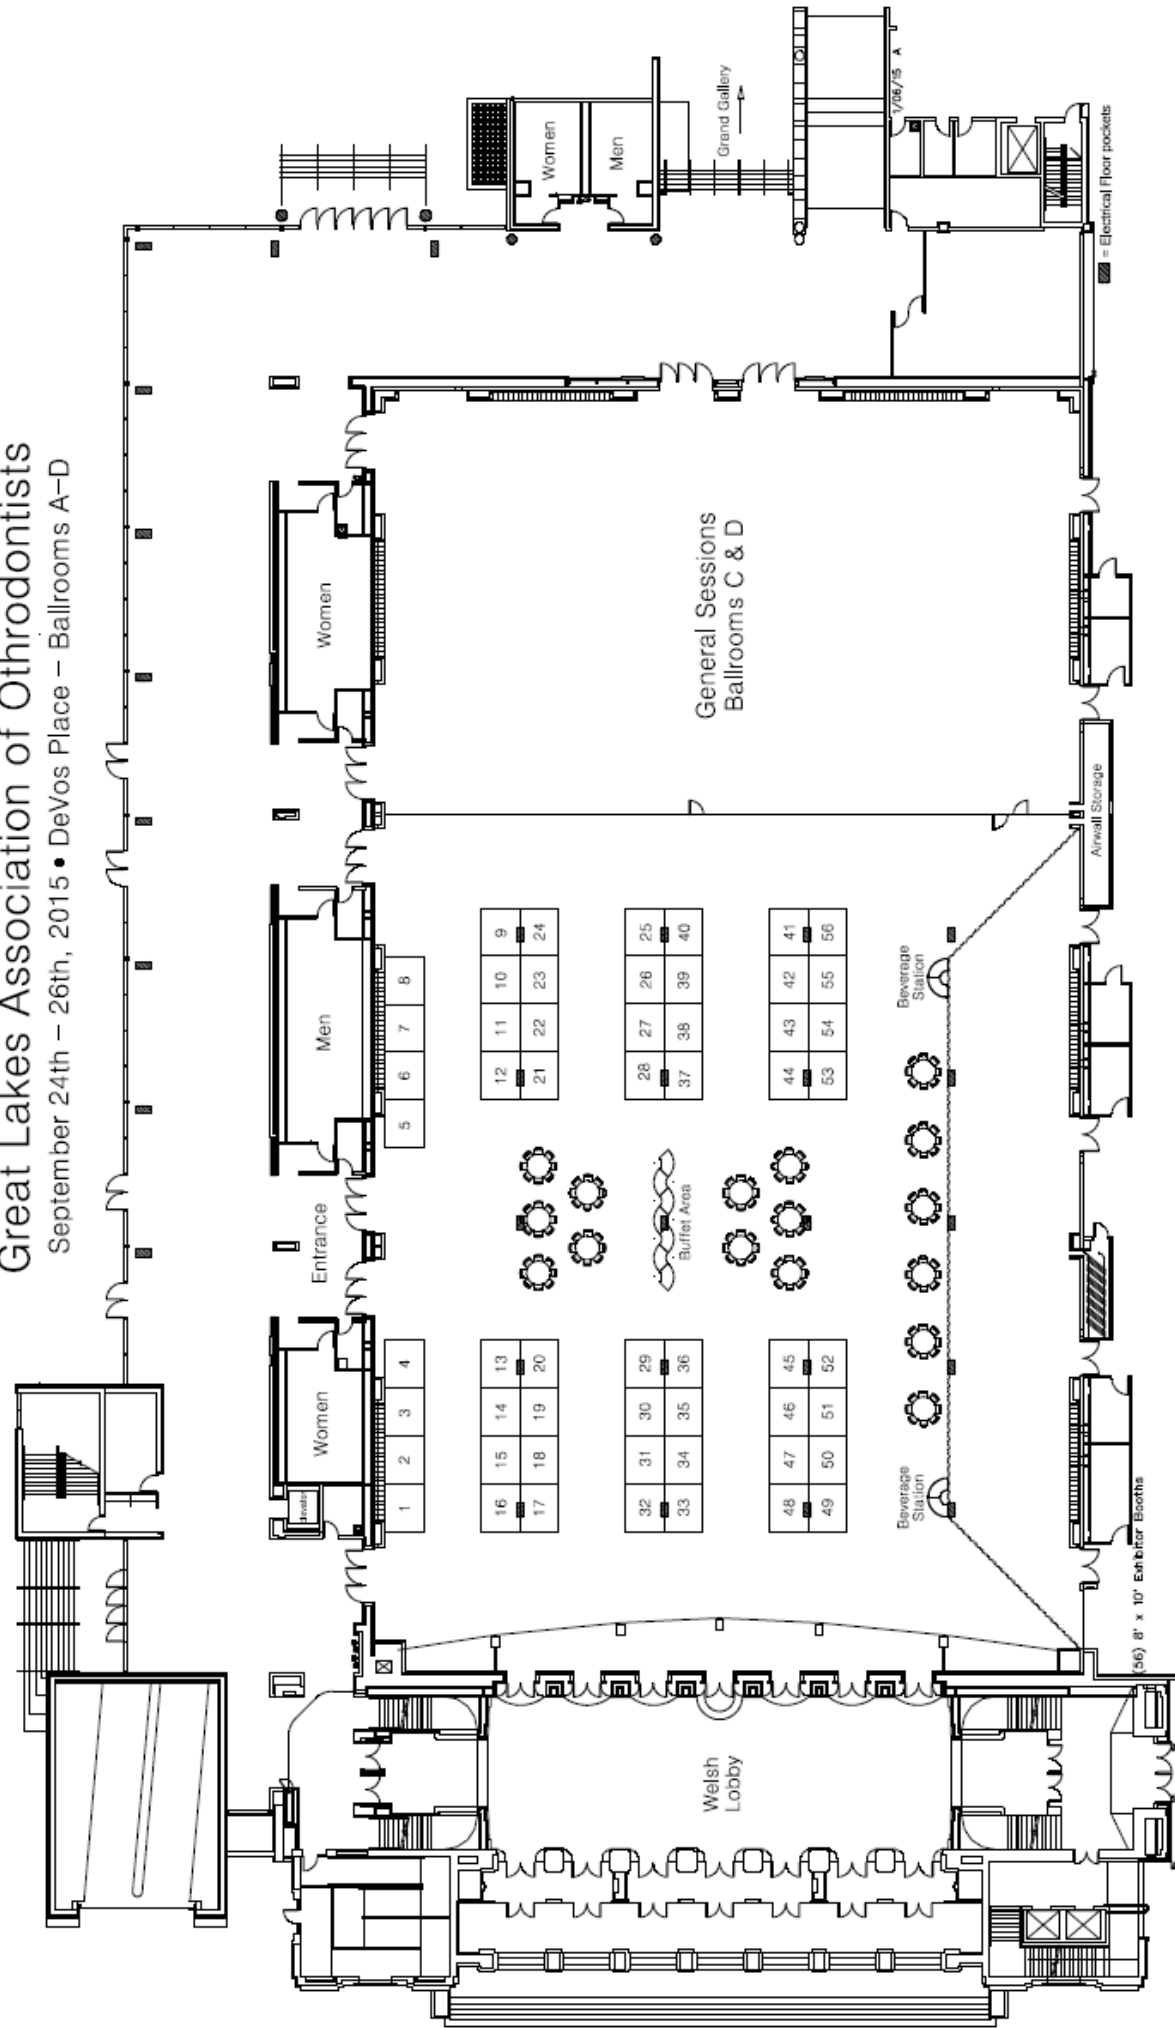 Great Lakes Association of Othrodontists
September 24th – 26th, 2015 • DeVos Place – Ballrooms A–D
Women
Entrance
Men
Women
1 2 3 4 5 6 7 8
16 15 14 13 12 11 10 9
17 18 19 20 21 22 23 24
Women
Men
32 31 30 29 28 27 26 25
33 34 35 36 37 38 39 40
Buffet Area
General Sessions
Ballrooms C & D
Welsh
Lobby
Grand Gallery
48 47 46 45 44 43 42 41
49 50 51 52 53 54 55 56
Beverage
Station
Beverage
Station
1/06/15 A
Airwall Storage
= Electrical Floor pockets
(56) 8' x 10' Exhibitor Booths